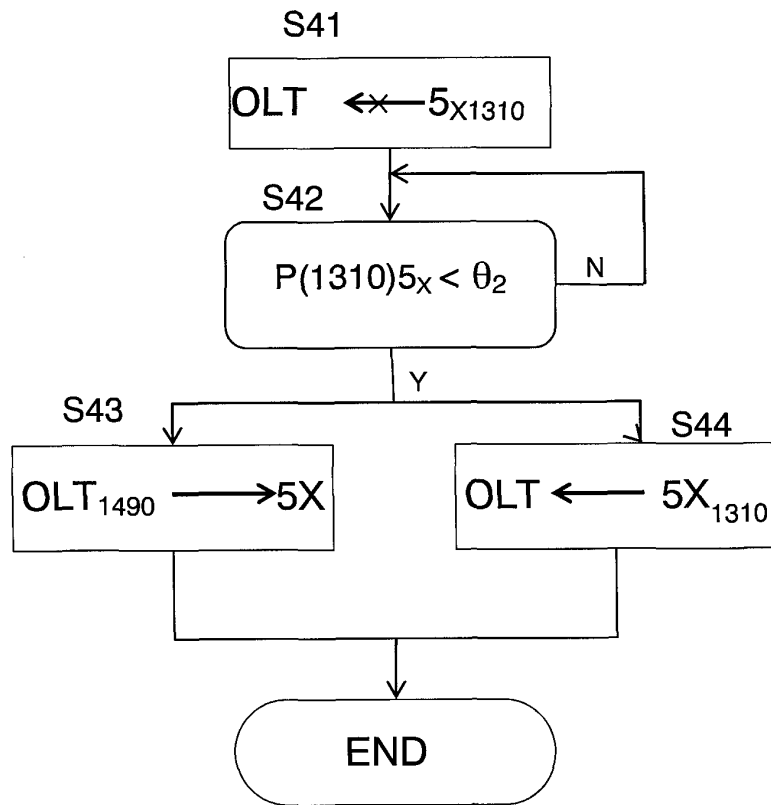 S41
OLT 5X1310
S42
P(1310)5X < θ2
N
Y
S43
OLT1490 5X
S44
OLT 5X1310
END